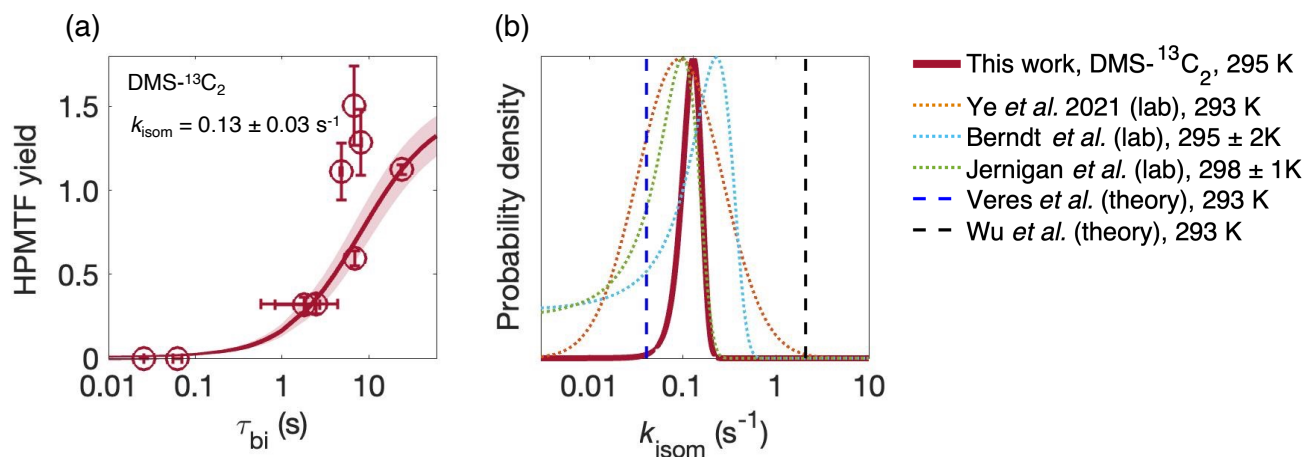 (a)
DMS-¹³C₂
k_isom = 0.13 ± 0.03 s⁻¹
HPMTF yield
1.5
1.0
0.5
0
0.01 0.1 1 10
τ_bi (s)
(b)
Probability density
0.01 0.1 1 10
k_isom (s⁻¹)
This work, DMS-¹³C₂, 295 K
Ye et al. 2021 (lab), 293 K
Berndt et al. (lab), 295 ± 2K
Jernigan et al. (lab), 298 ± 1K
Veres et al. (theory), 293 K
Wu et al. (theory), 293 K